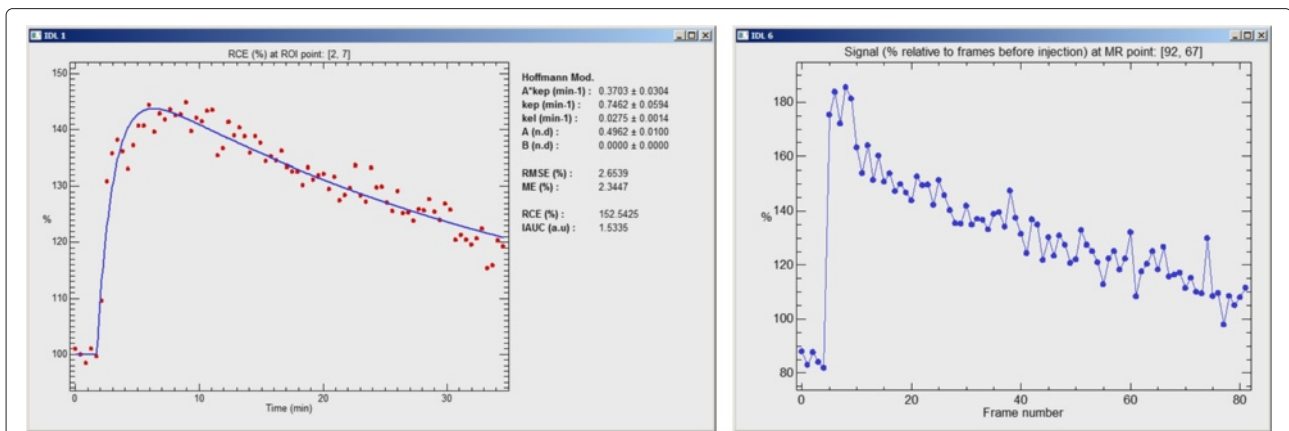 IDL 1
RCE (%) at ROI point: [2, 7]
150
140
130
%
120
110
100
0
10
20
30
Time (min)
Hoffmann Mod.
A*kep (min-1) : 0.3703 ± 0.0304
kep (min-1) : 0.7462 ± 0.0594
kel (min-1) : 0.0275 ± 0.0014
A (n.d) : 0.4962 ± 0.0100
B (n.d) : 0.0000 ± 0.0000
RMSE (%) : 2.6539
ME (%) : 2.3447
RCE (%) : 152.5425
IAUC (a.u) : 1.5335
IDL 6
Signal (% relative to frames before injection) at MR point: [92, 67]
180
160
%
140
120
100
80
0
20
40
60
80
Frame number